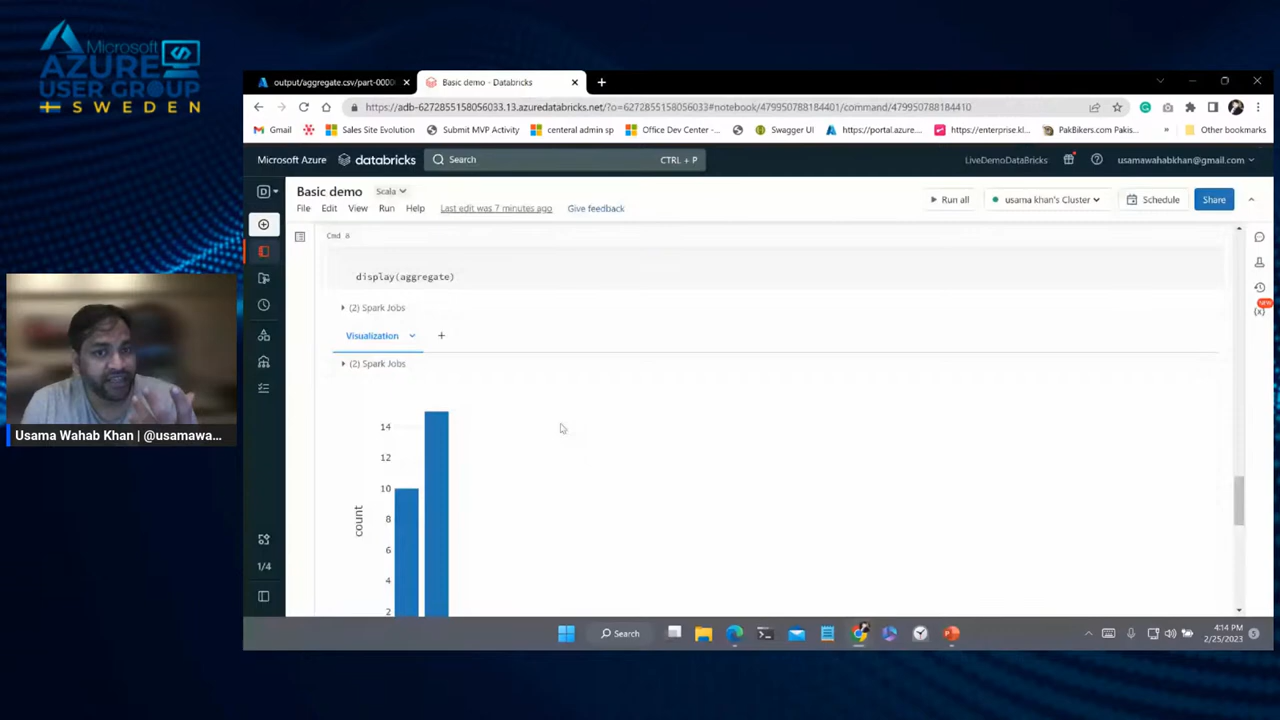 Microsoft
AZURE
USER GROUP
SWEDEN
output/aggregate.csv/part-0000
Basic demo - Databricks
https://adb-6272855158056033.13.azuredatabricks.net/?o=6272855158056033#notebook/479950788184401/command/479950788184410
Gmail
Sales Site Evolution
Submit MVP Activity
centeral admin sp
Office Dev Center -...
Swagger UI
https://portal.azure...
https://enterprise.kl...
PakBikers.com Pakis...
»
Other bookmarks
Microsoft Azure
databricks
Search
CTRL + P
LiveDemoDataBricks
usamawahabkhan@gmail.com
D
Basic demo
Scala
File
Edit
View
Run
Help
Last edit was 7 minutes ago
Give feedback
Run all
usama khan's Cluster
Schedule
Share
Cmd 8
display(aggregate)
(2) Spark Jobs
Visualization
+
(2) Spark Jobs
NEW
14
12
10
8
6
4
2
count
1/4
Usama Wahab Khan | @usamawa...
Search
4:14 PM
2/25/2023
5